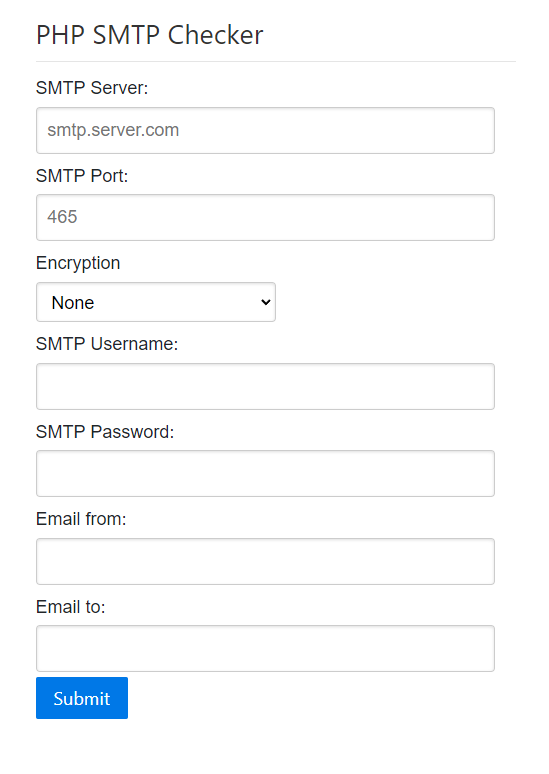 PHP SMTP Checker
SMTP Server:
smtp.server.com
SMTP Port:
465
Encryption
None
SMTP Username:
SMTP Password:
Email from:
Email to:
Submit